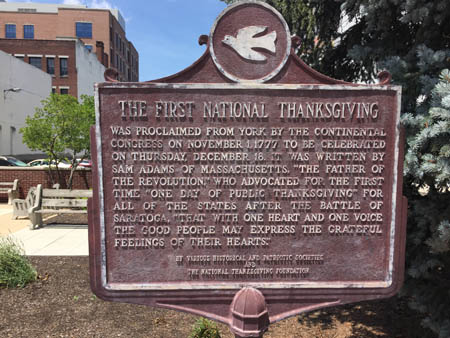 THE FIRST NATIONAL THANKSGIVING
WAS PROCLAIMED FROM YORK BY THE CONTINENTAL
CONGRESS ON NOVEMBER 1, 1777 TO BE CELEBRATED
ON THURSDAY, DECEMBER 18. IT WAS WRITTEN BY
SAM ADAMS OF MASSACHUSETTS, "THE FATHER OF
THE REVOLUTION," WHO ADVOCATED FOR THE FIRST
TIME "ONE DAY OF PUBLIC THANKSGIVING" FOR
ALL OF THE STATES AFTER THE BATTLE OF
SARATOGA, "THAT WITH ONE HEART AND ONE VOICE
THE GOOD PEOPLE MAY EXPRESS THE GRATEFUL
FEELINGS OF THEIR HEARTS."
BY VARIOUS HISTORICAL AND PATRIOTIC SOCIETIES
AND
THE NATIONAL THANKSGIVING FOUNDATION